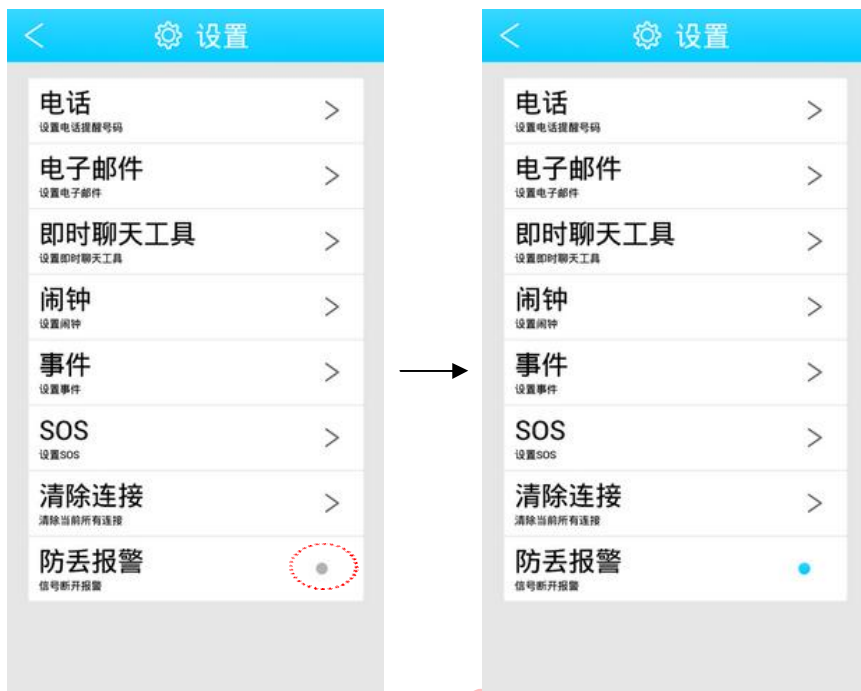 设置
电话
设置电话提醒号码
电子邮件
设置电子邮件
即时聊天工具
设置即时聊天工具
闹钟
设置闹钟
事件
设置事件
SOS
设置SOS
清除连接
清除当前所有连接
防丢报警
信号断开报警
设置
电话
设置电话提醒号码
电子邮件
设置电子邮件
即时聊天工具
设置即时聊天工具
闹钟
设置闹钟
事件
设置事件
SOS
设置SOS
清除连接
清除当前所有连接
防丢报警
信号断开报警